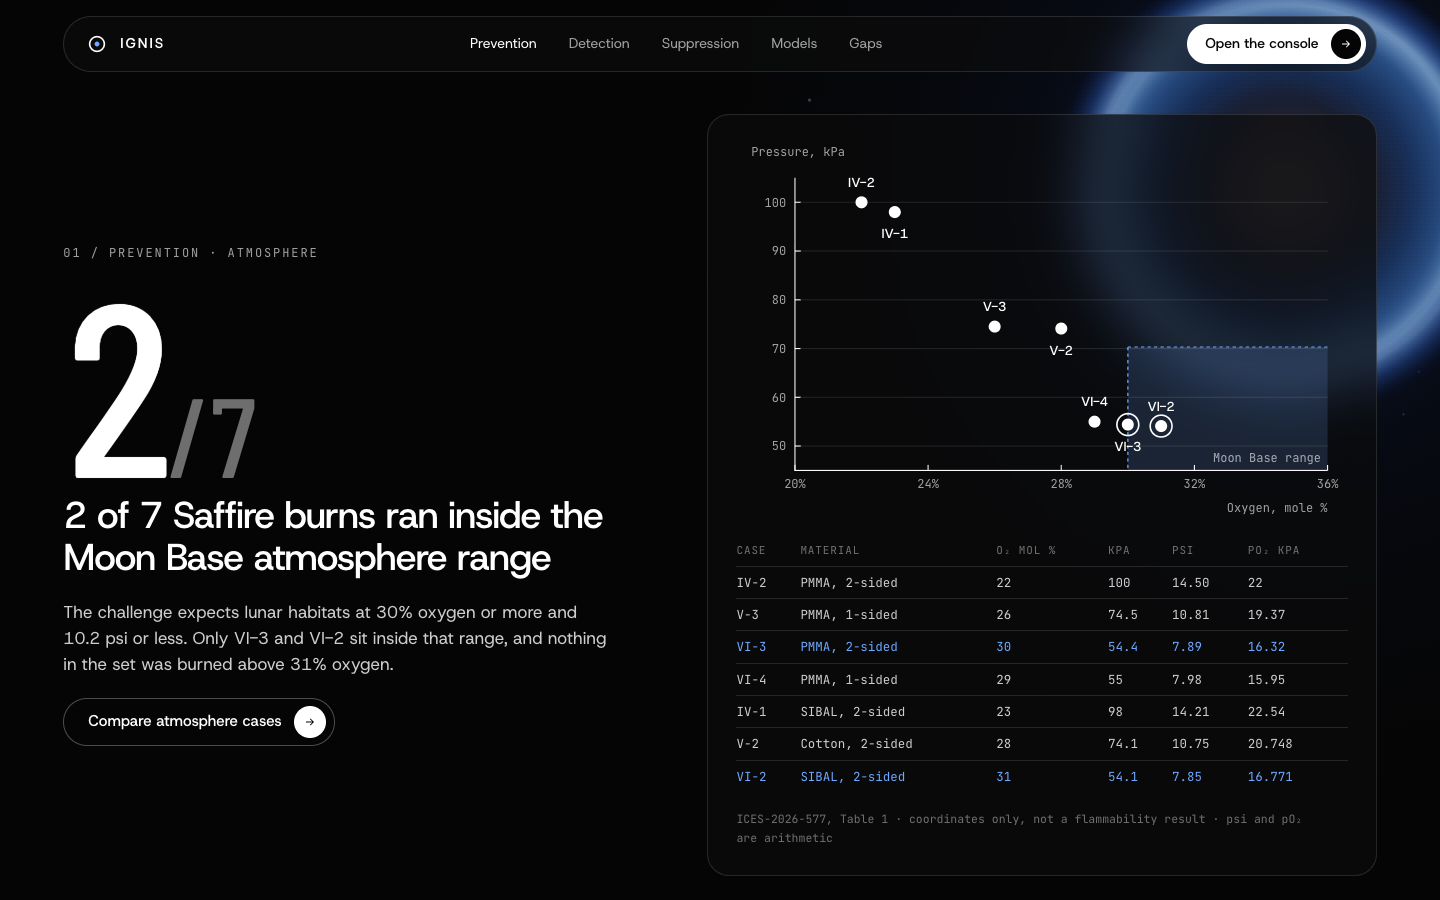 IGNIS
Prevention Detection Suppression Models Gaps
Open the console →
01 / PREVENTION · ATMOSPHERE
2/7
2 of 7 Saffire burns ran inside the
Moon Base atmosphere range
The challenge expects lunar habitats at 30% oxygen or more and
10.2 psi or less. Only VI–3 and VI–2 sit inside that range, and nothing
in the set was burned above 31% oxygen.
Compare atmosphere cases →
Pressure, kPa
100
90
80
70
60
50
IV–2
IV–1
V–3
V–2
VI–4
VI–3
VI–2
Moon Base range
20% 24% 28% 32% 36%
Oxygen, mole %
CASE MATERIAL O₂ MOL % KPA PSI PO₂ KPA
IV-2 PMMA, 2-sided 22 100 14.50 22
V-3 PMMA, 1-sided 26 74.5 10.81 19.37
VI-3 PMMA, 2-sided 30 54.4 7.89 16.32
VI-4 PMMA, 1-sided 29 55 7.98 15.95
IV-1 SIBAL, 2-sided 23 98 14.21 22.54
V-2 Cotton, 2-sided 28 74.1 10.75 20.748
VI-2 SIBAL, 2-sided 31 54.1 7.85 16.771
ICES-2026-577, Table 1 · coordinates only, not a flammability result · psi and pO₂
are arithmetic